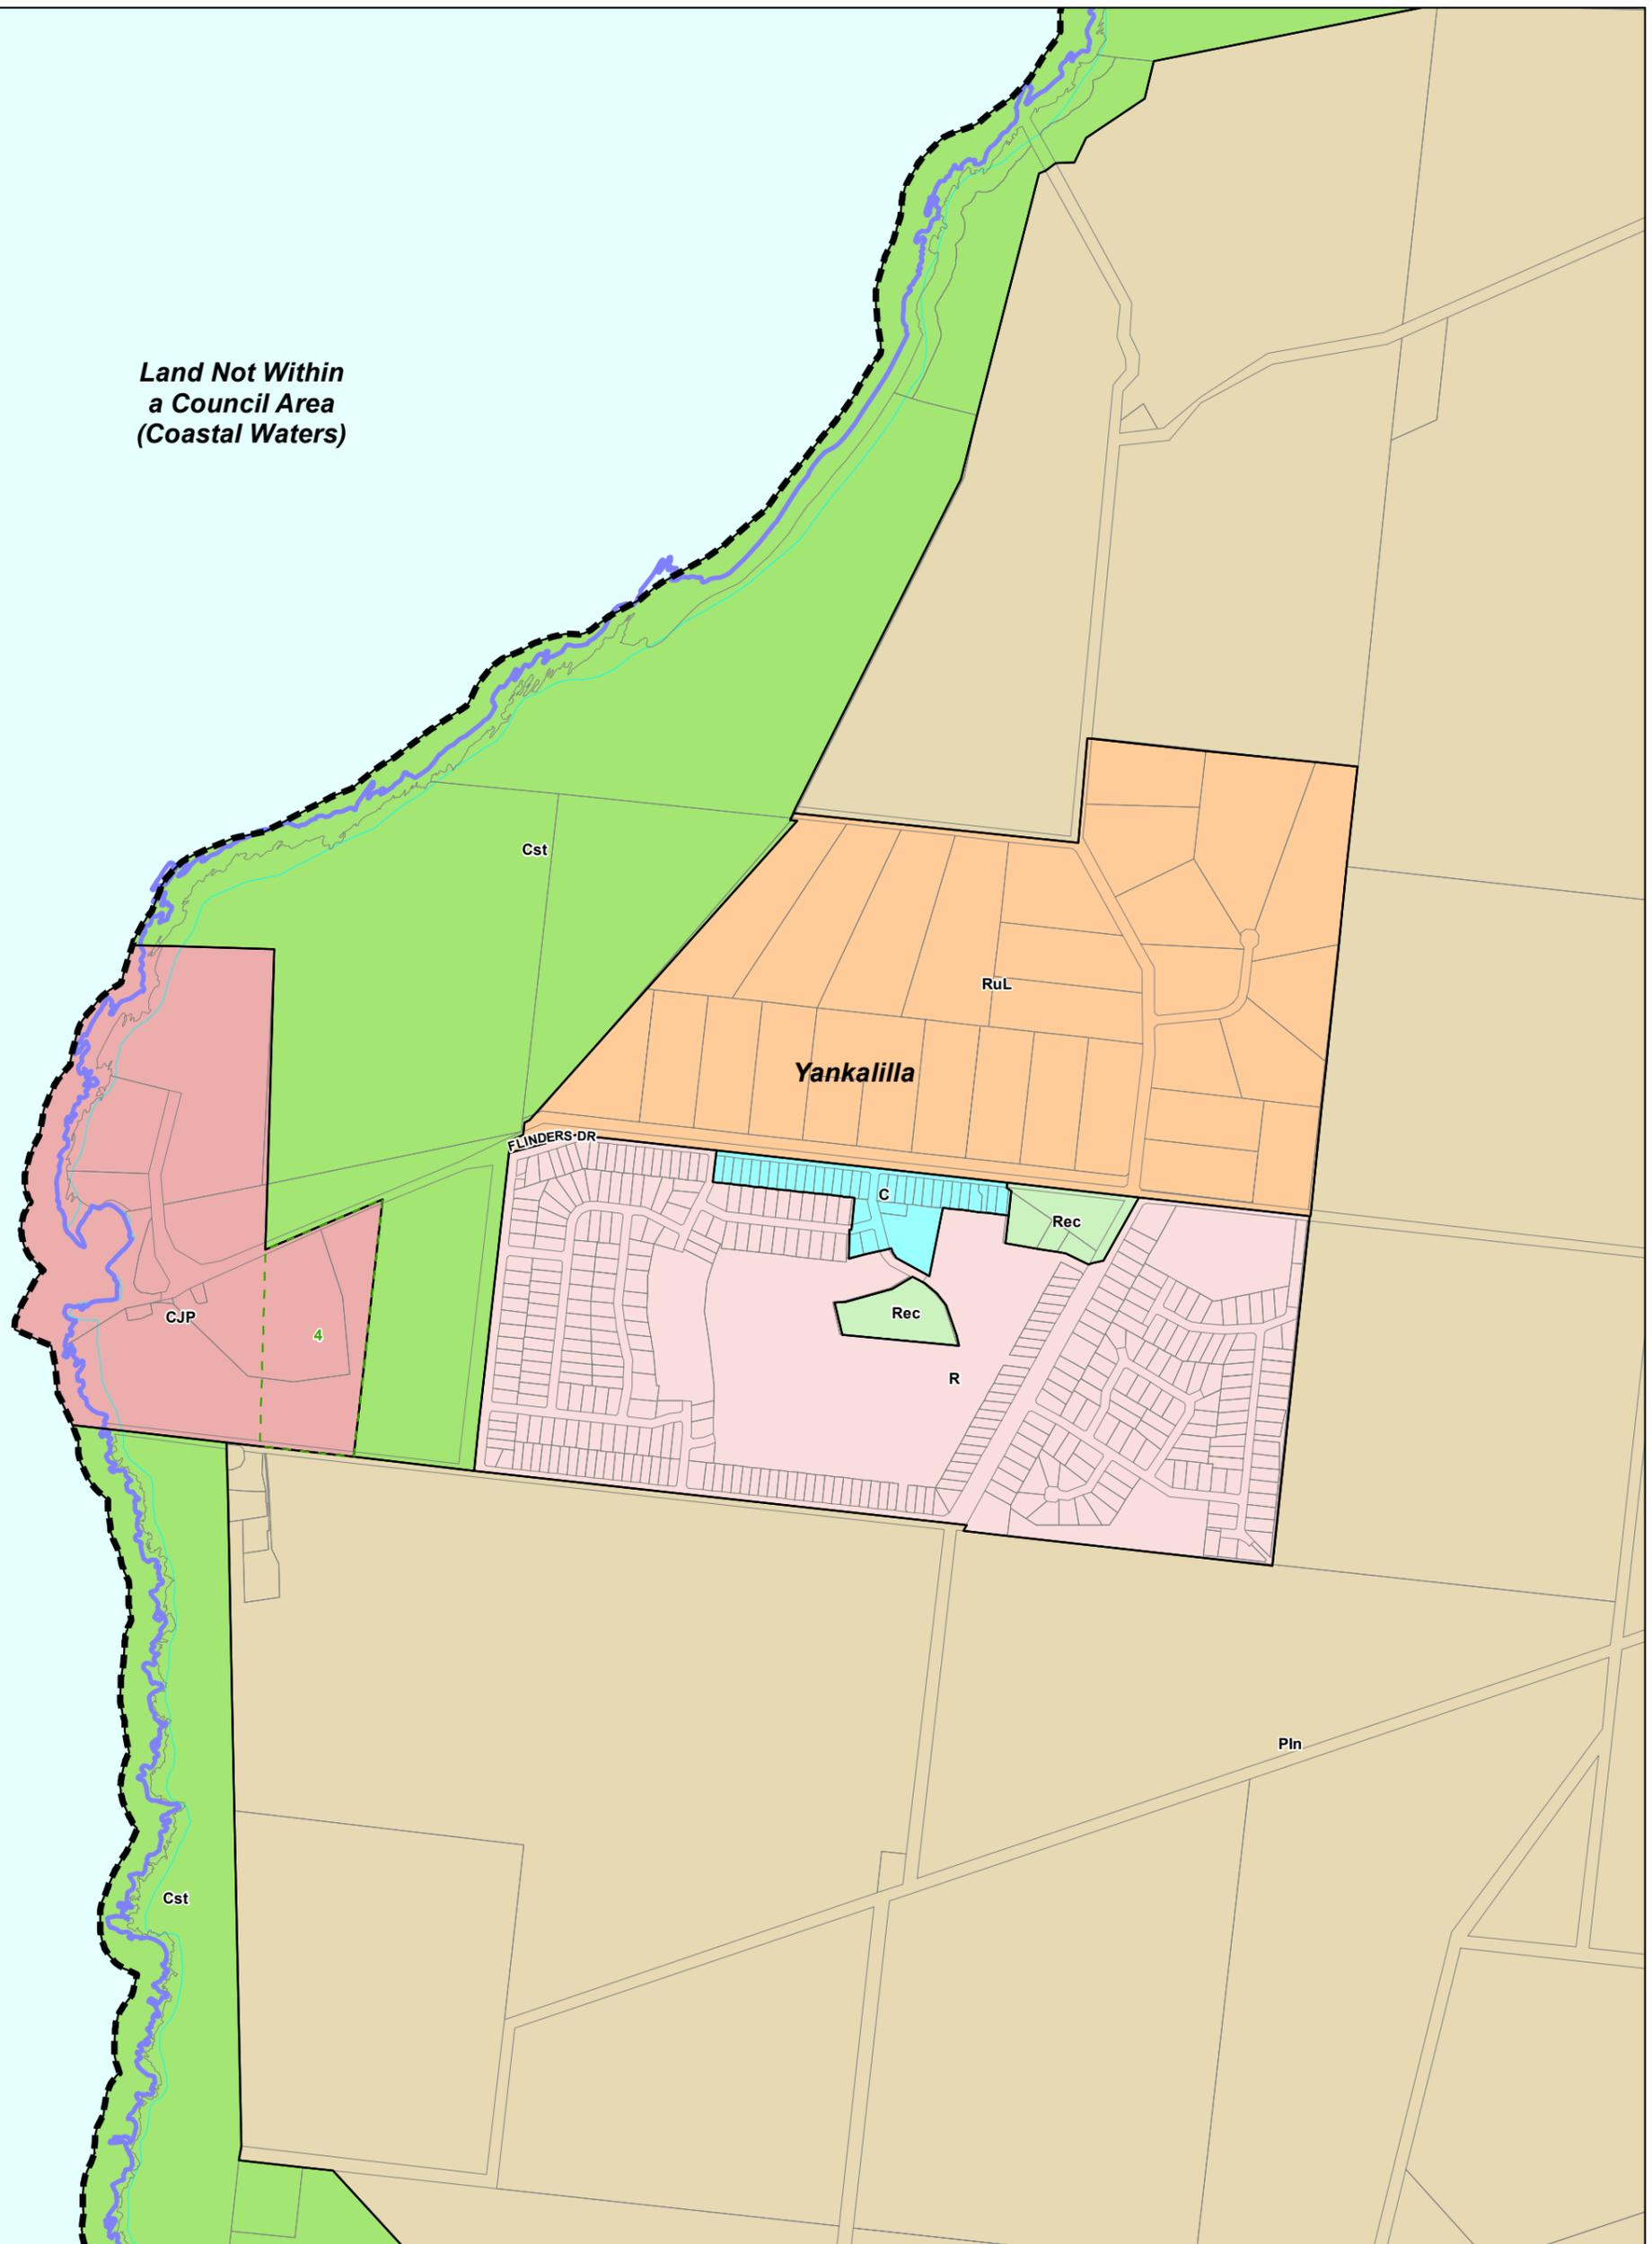 Land Not Within
a Council Area
(Coastal Waters)
Cst
RuL
Yankalilla
FLINDERS DR
C
Rec
Rec
CJP
4
R
Pln
Cst